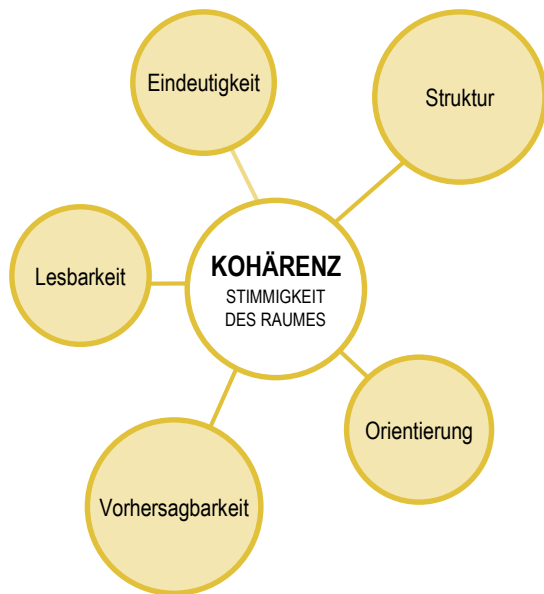 Eindeutigkeit
Struktur
KOHÄRENZ
STIMMIGKEIT
DES RAUMES
Lesbarkeit
Orientierung
Vorhersagbarkeit